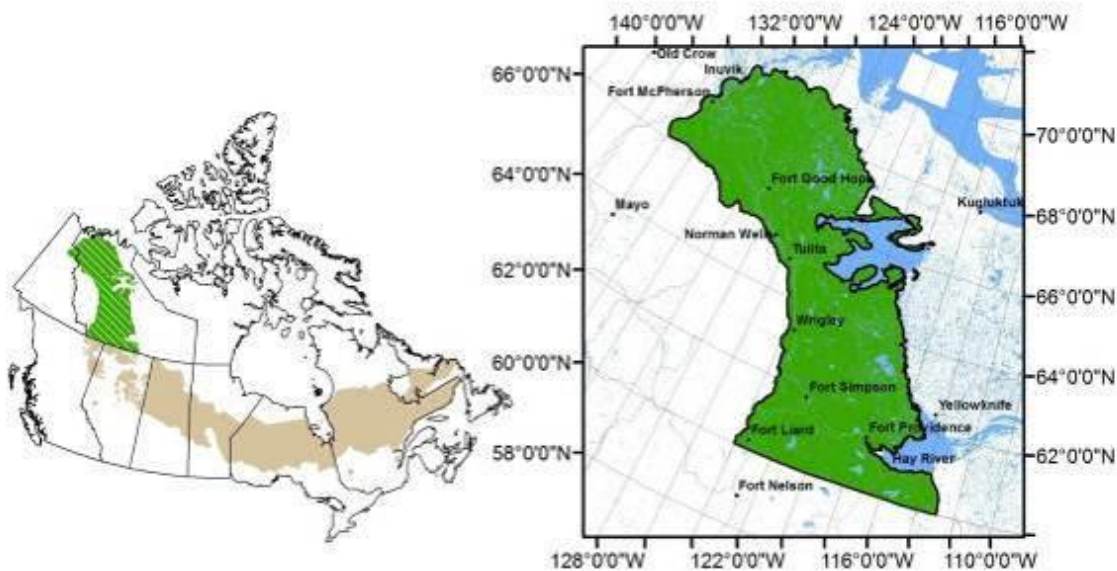 140°0'0"W 132°0'0"W 124°0'0"W 116°0'0"W
Old Crow
Inuvik
66°0'0"N
Fort McPherson
70°0'0"N
64°0'0"N
Fort Good Hope
Mayo
Kugluktuk
68°0'0"N
Norman Wells
Tulita
62°0'0"N
66°0'0"N
Wrigley
60°0'0"N
64°0'0"N
Fort Simpson
Yellowknife
Fort Providence
Fort Liard
58°0'0"N
62°0'0"N
Hay River
Fort Nelson
128°0'0"W 122°0'0"W 116°0'0"W 110°0'0"W